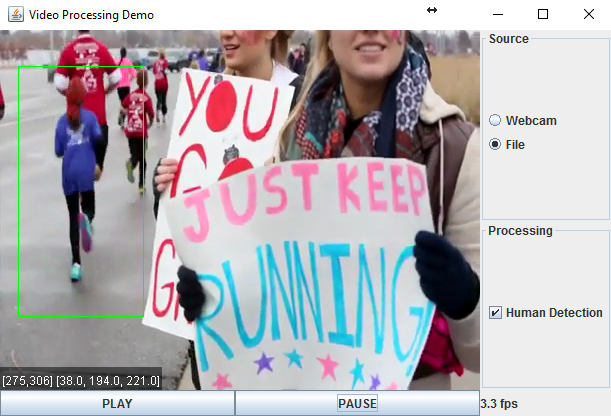 Video Processing Demo
YOU
GO
JUST KEEP
RUNNING
[275,306] [38.0, 194.0, 221.0]
PLAY
PAUSE
Source
Webcam
File
Processing
Human Detection
3.3 fps